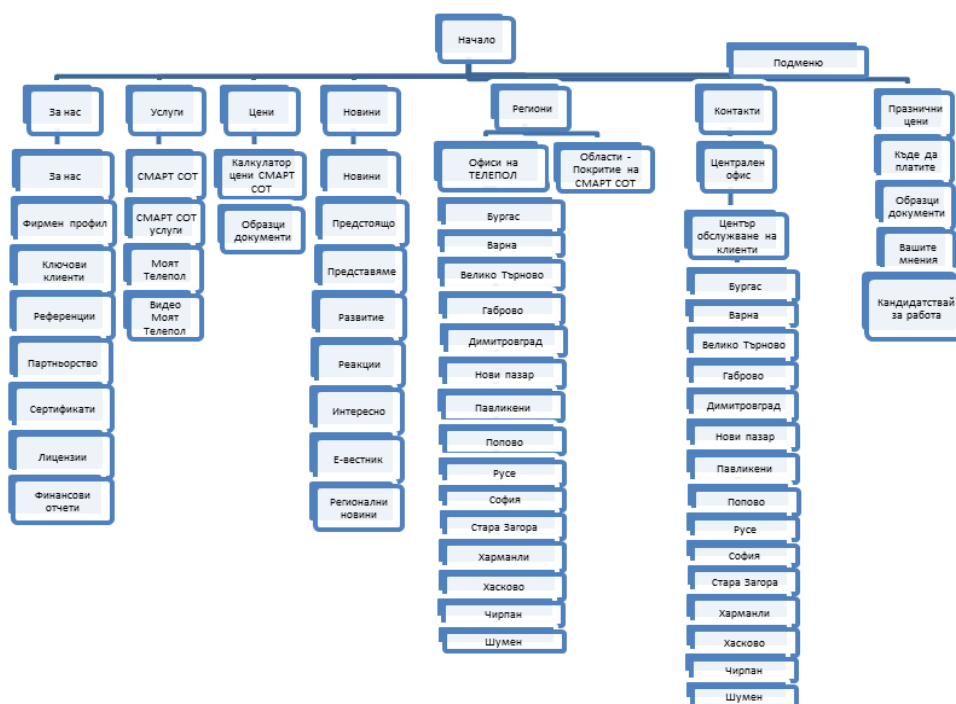 Начало
Подменю
За нас
За нас
Фирмен профил
Ключови
клиенти
Референции
Партньорство
Сертификати
Лицензии
Финансови
отчети
Услуги
СМАРТ СОТ
СМАРТ СОТ
услуги
Моят
Телепол
Видео
Моят
Телепол
Цени
Калкулатор
цени СМАРТ
СОТ
Образци
документи
Новини
Новини
Предстоящо
Представяме
Развитие
Реакции
Интересно
Е-вестник
Регионални
новини
Региони
Офиси на
ТЕЛЕПОЛ
Бургас
Варна
Велико Търново
Габрово
Димитровград
Нови пазар
Павликени
Попово
Русе
София
Стара Загора
Харманли
Хасково
Чирпан
Шумен
Области -
Покритие на
СМАРТ СОТ
Контакти
Централен
офис
Център
обслужване на
клиенти
Бургас
Варна
Велико Търново
Габрово
Димитровград
Нови пазар
Павликени
Попово
Русе
София
Стара Загора
Харманли
Хасково
Чирпан
Шумен
Празнични
цени
Къде да
платите
Образци
документи
Вашите
мнения
Кандидатствай
за работа